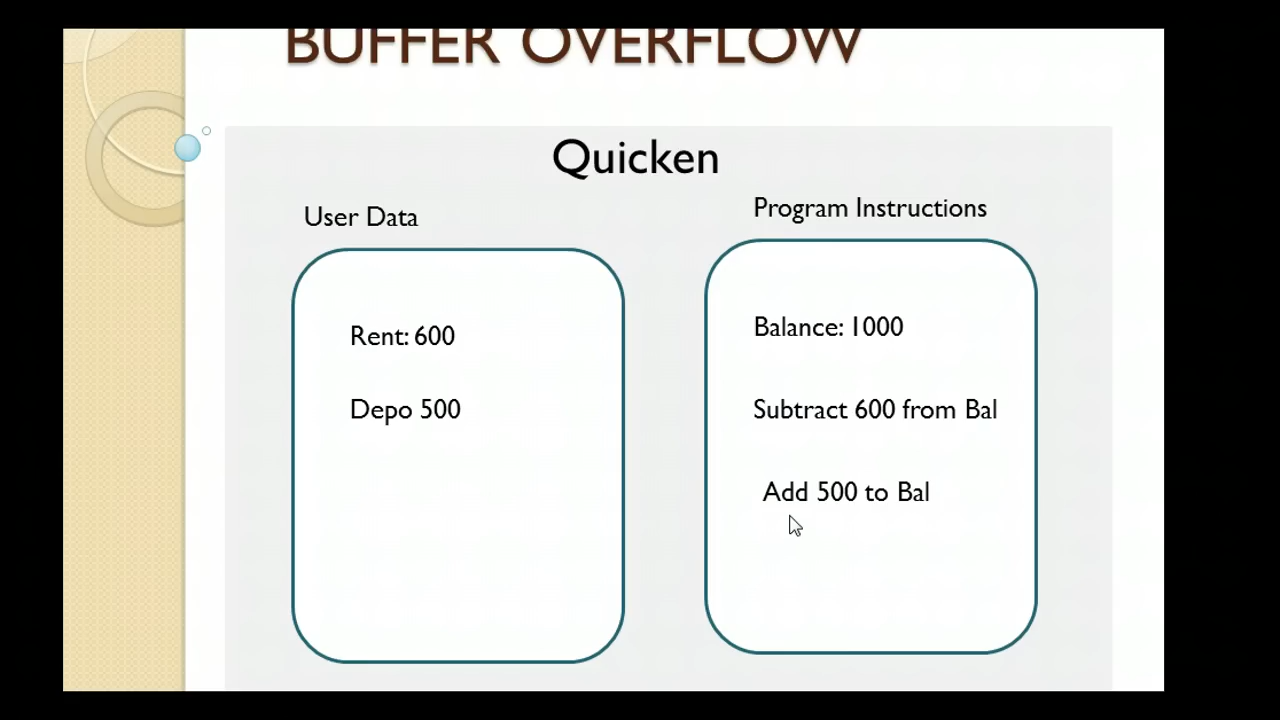 BUFFER OVERFLOW
Quicken
User Data
Rent: 600
Depo 500
Program Instructions
Balance: 1000
Subtract 600 from Bal
Add 500 to Bal